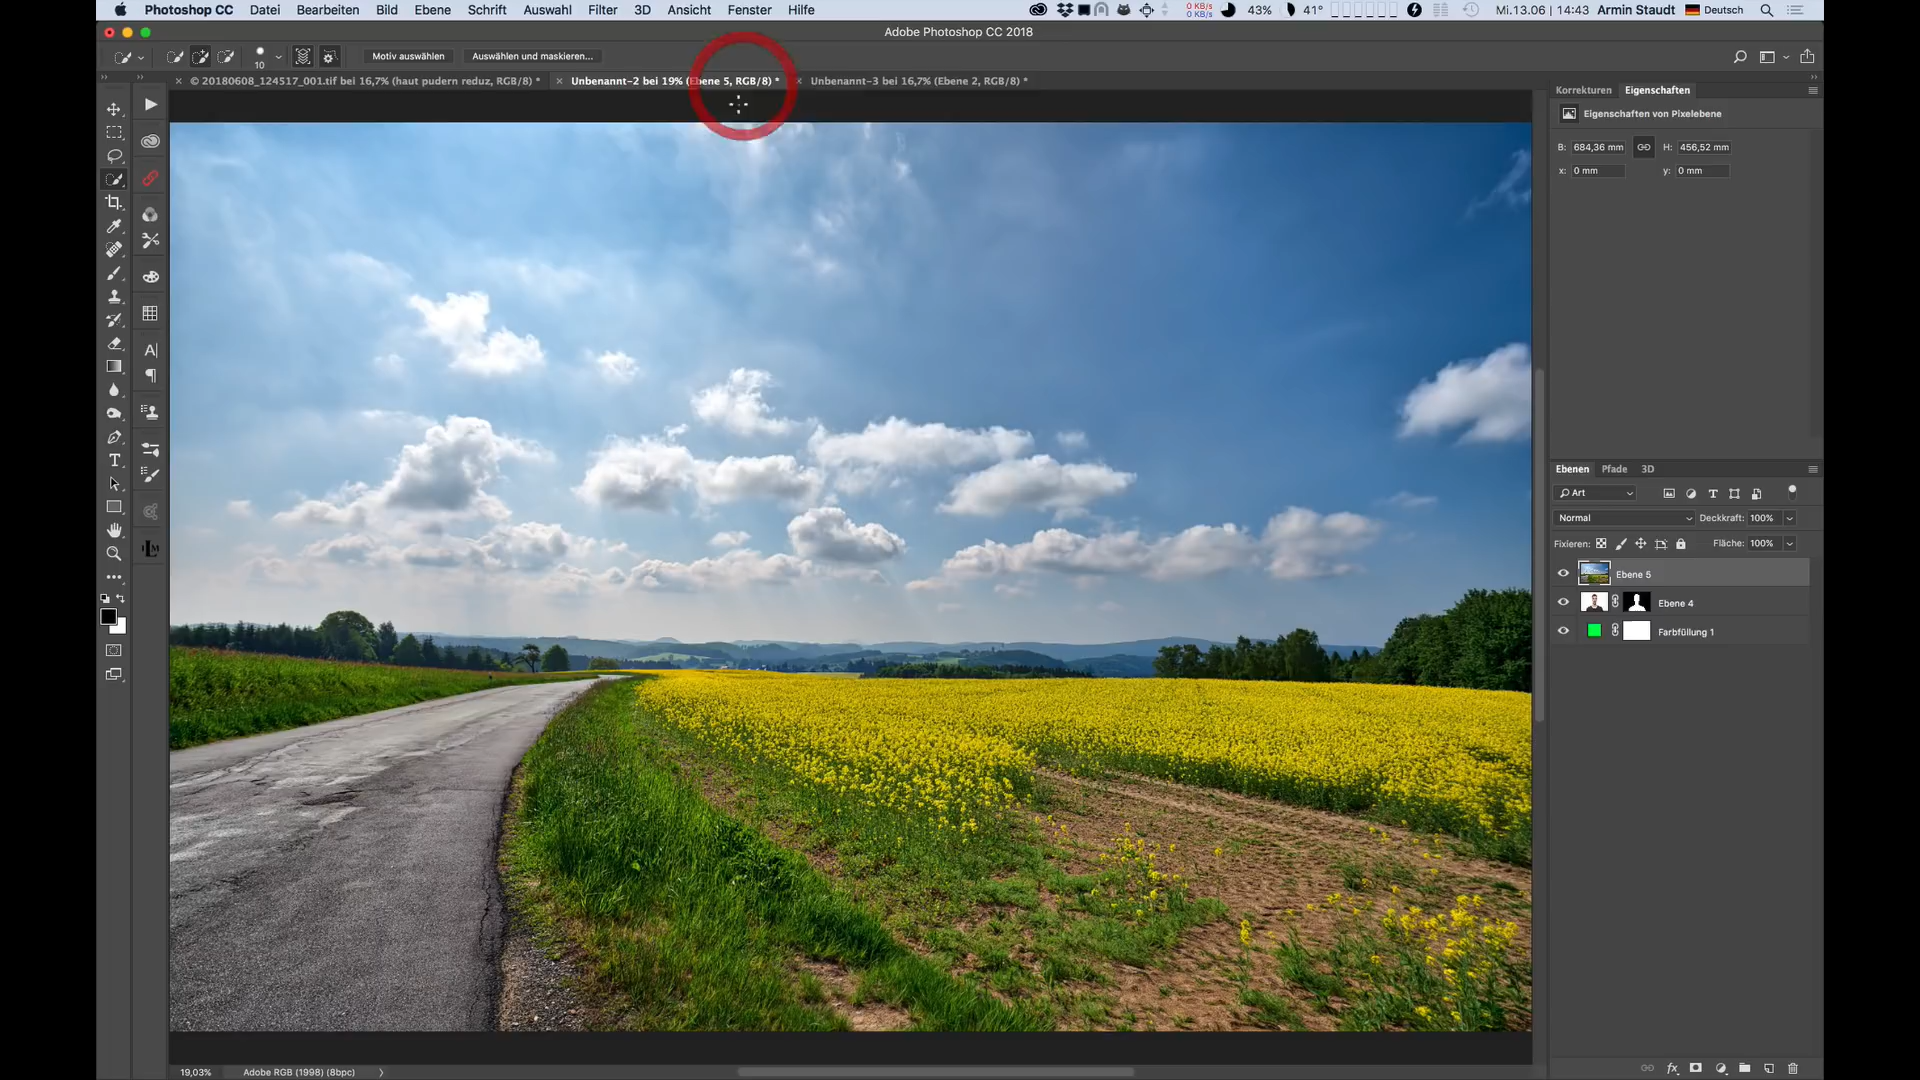 Photoshop CC Datei Bearbeiten Bild Ebene Schrift Auswahl Filter 3D Ansicht Fenster Hilfe 0 KB/s 0 KB/s 43% 41° Mi.13.06 | 14:43 Armin Staudt Deutsch
Adobe Photoshop CC 2018
10 Motiv auswählen Auswählen und maskieren...
© 20180608_124517_001.tif bei 16,7% (haut pudern reduz, RGB/8) * Unbenannt-2 bei 19% (Ebene 5, RGB/8) * Unbenannt-3 bei 16,7% (Ebene 2, RGB/8) *
Korrekturen Eigenschaften
Eigenschaften von Pixelebene
B: 684,36 mm H: 456,52 mm
x: 0 mm y: 0 mm
Ebenen Pfade 3D
Art
Normal Deckkraft: 100%
Fixieren: Fläche: 100%
Ebene 5
Ebene 4
Farbfüllung 1
19,03% Adobe RGB (1998) (8bpc)